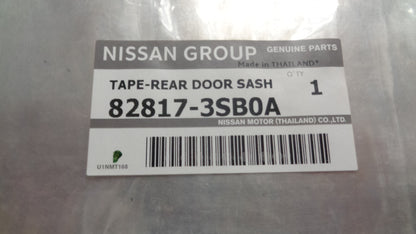 NISSAN GROUP GENUINE PARTS
Made in THAILAND*
Q'TY
TAPE-REAR DOOR SASH 1
82817-3SB0A
NISSAN MOTOR (THAILAND) CO.,LTD.
U1NMT168